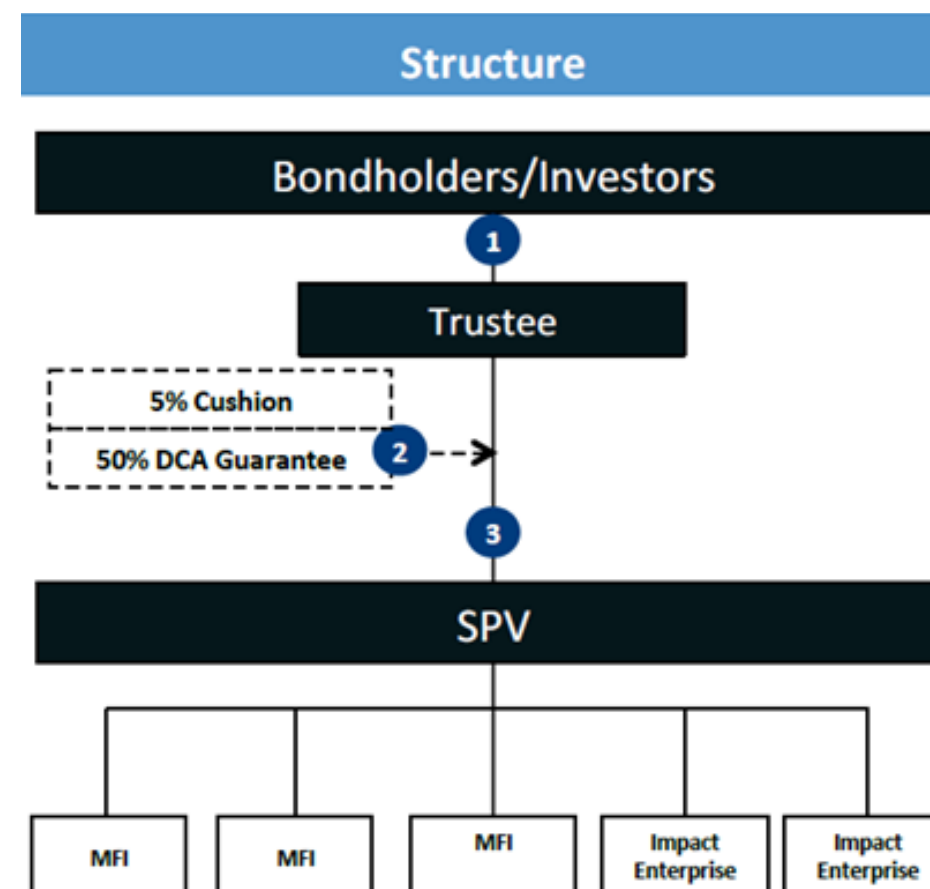 Structure
Bondholders/Investors
1
Trustee
5% Cushion
50% DCA Guarantee
2
3
SPV
MFI
MFI
MFI
Impact
Enterprise
Impact
Enterprise